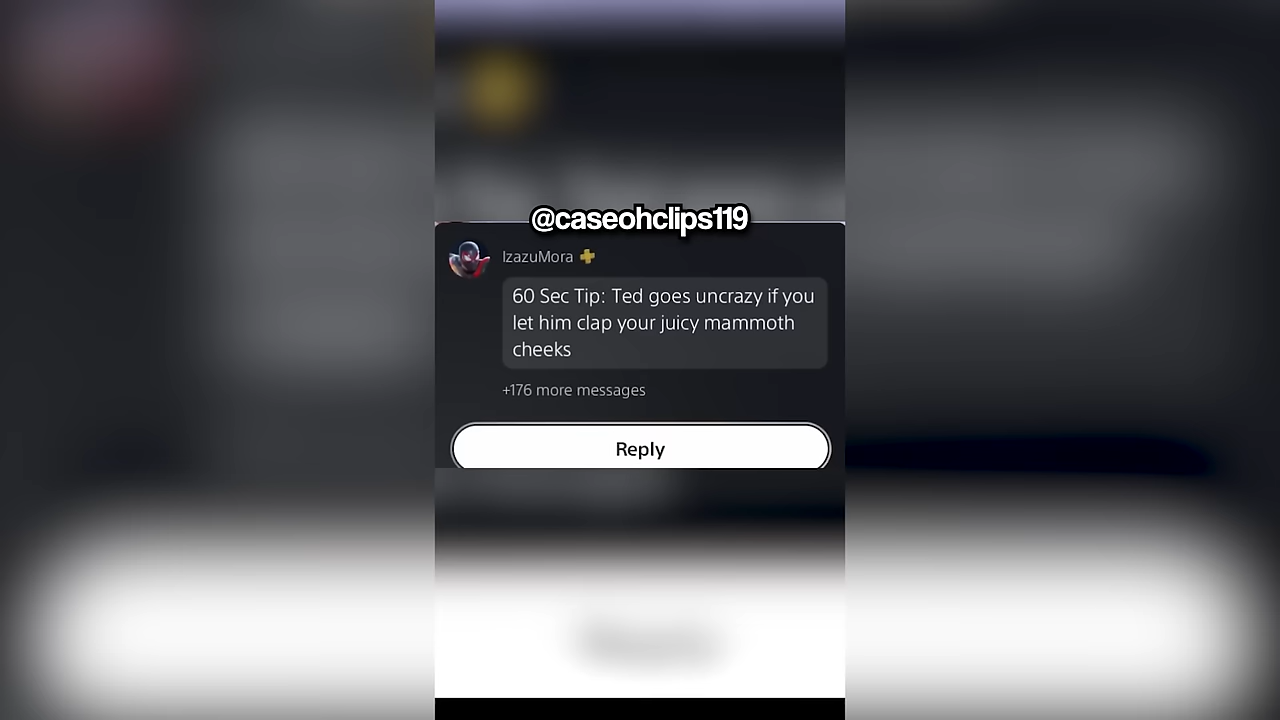 @caseohclips119
IzazuMora
60 Sec Tip: Ted goes uncrazy if you
let him clap your juicy mammoth
cheeks
+176 more messages
Reply